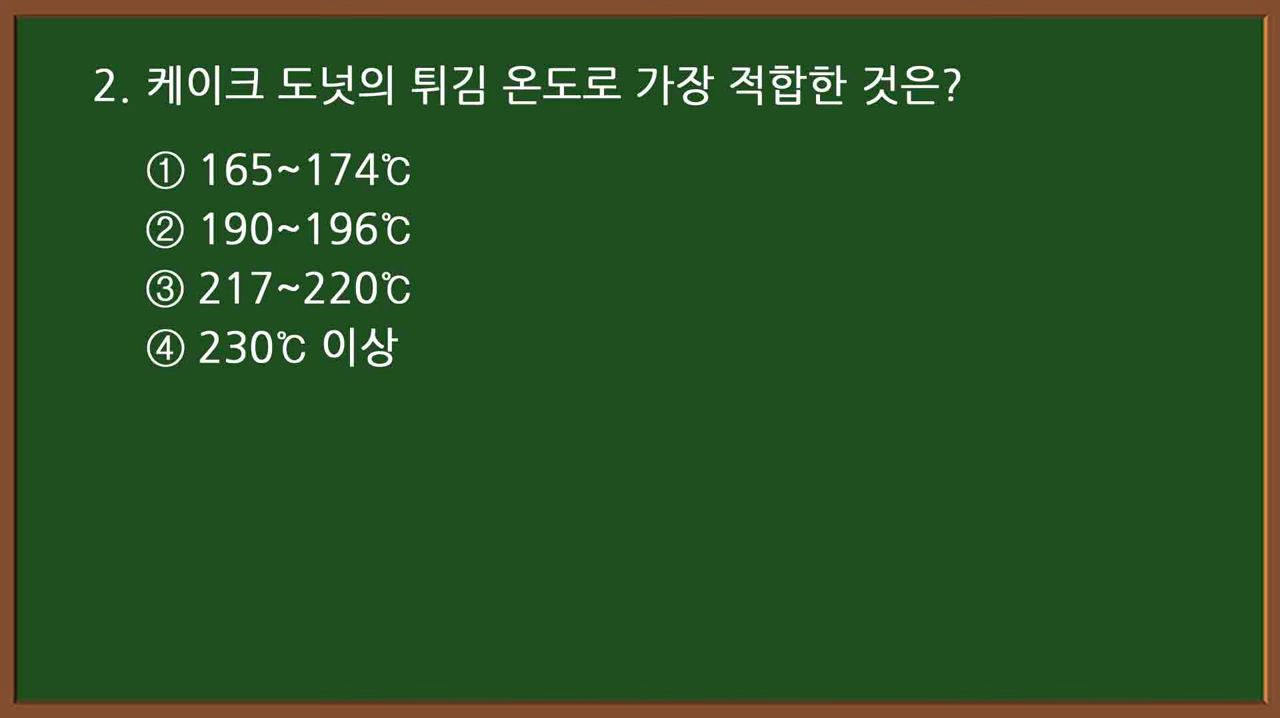 2. 케이크 도넛의 튀김 온도로 가장 적합한 것은?
① 165~174℃
② 190~196℃
③ 217~220℃
④ 230℃ 이상